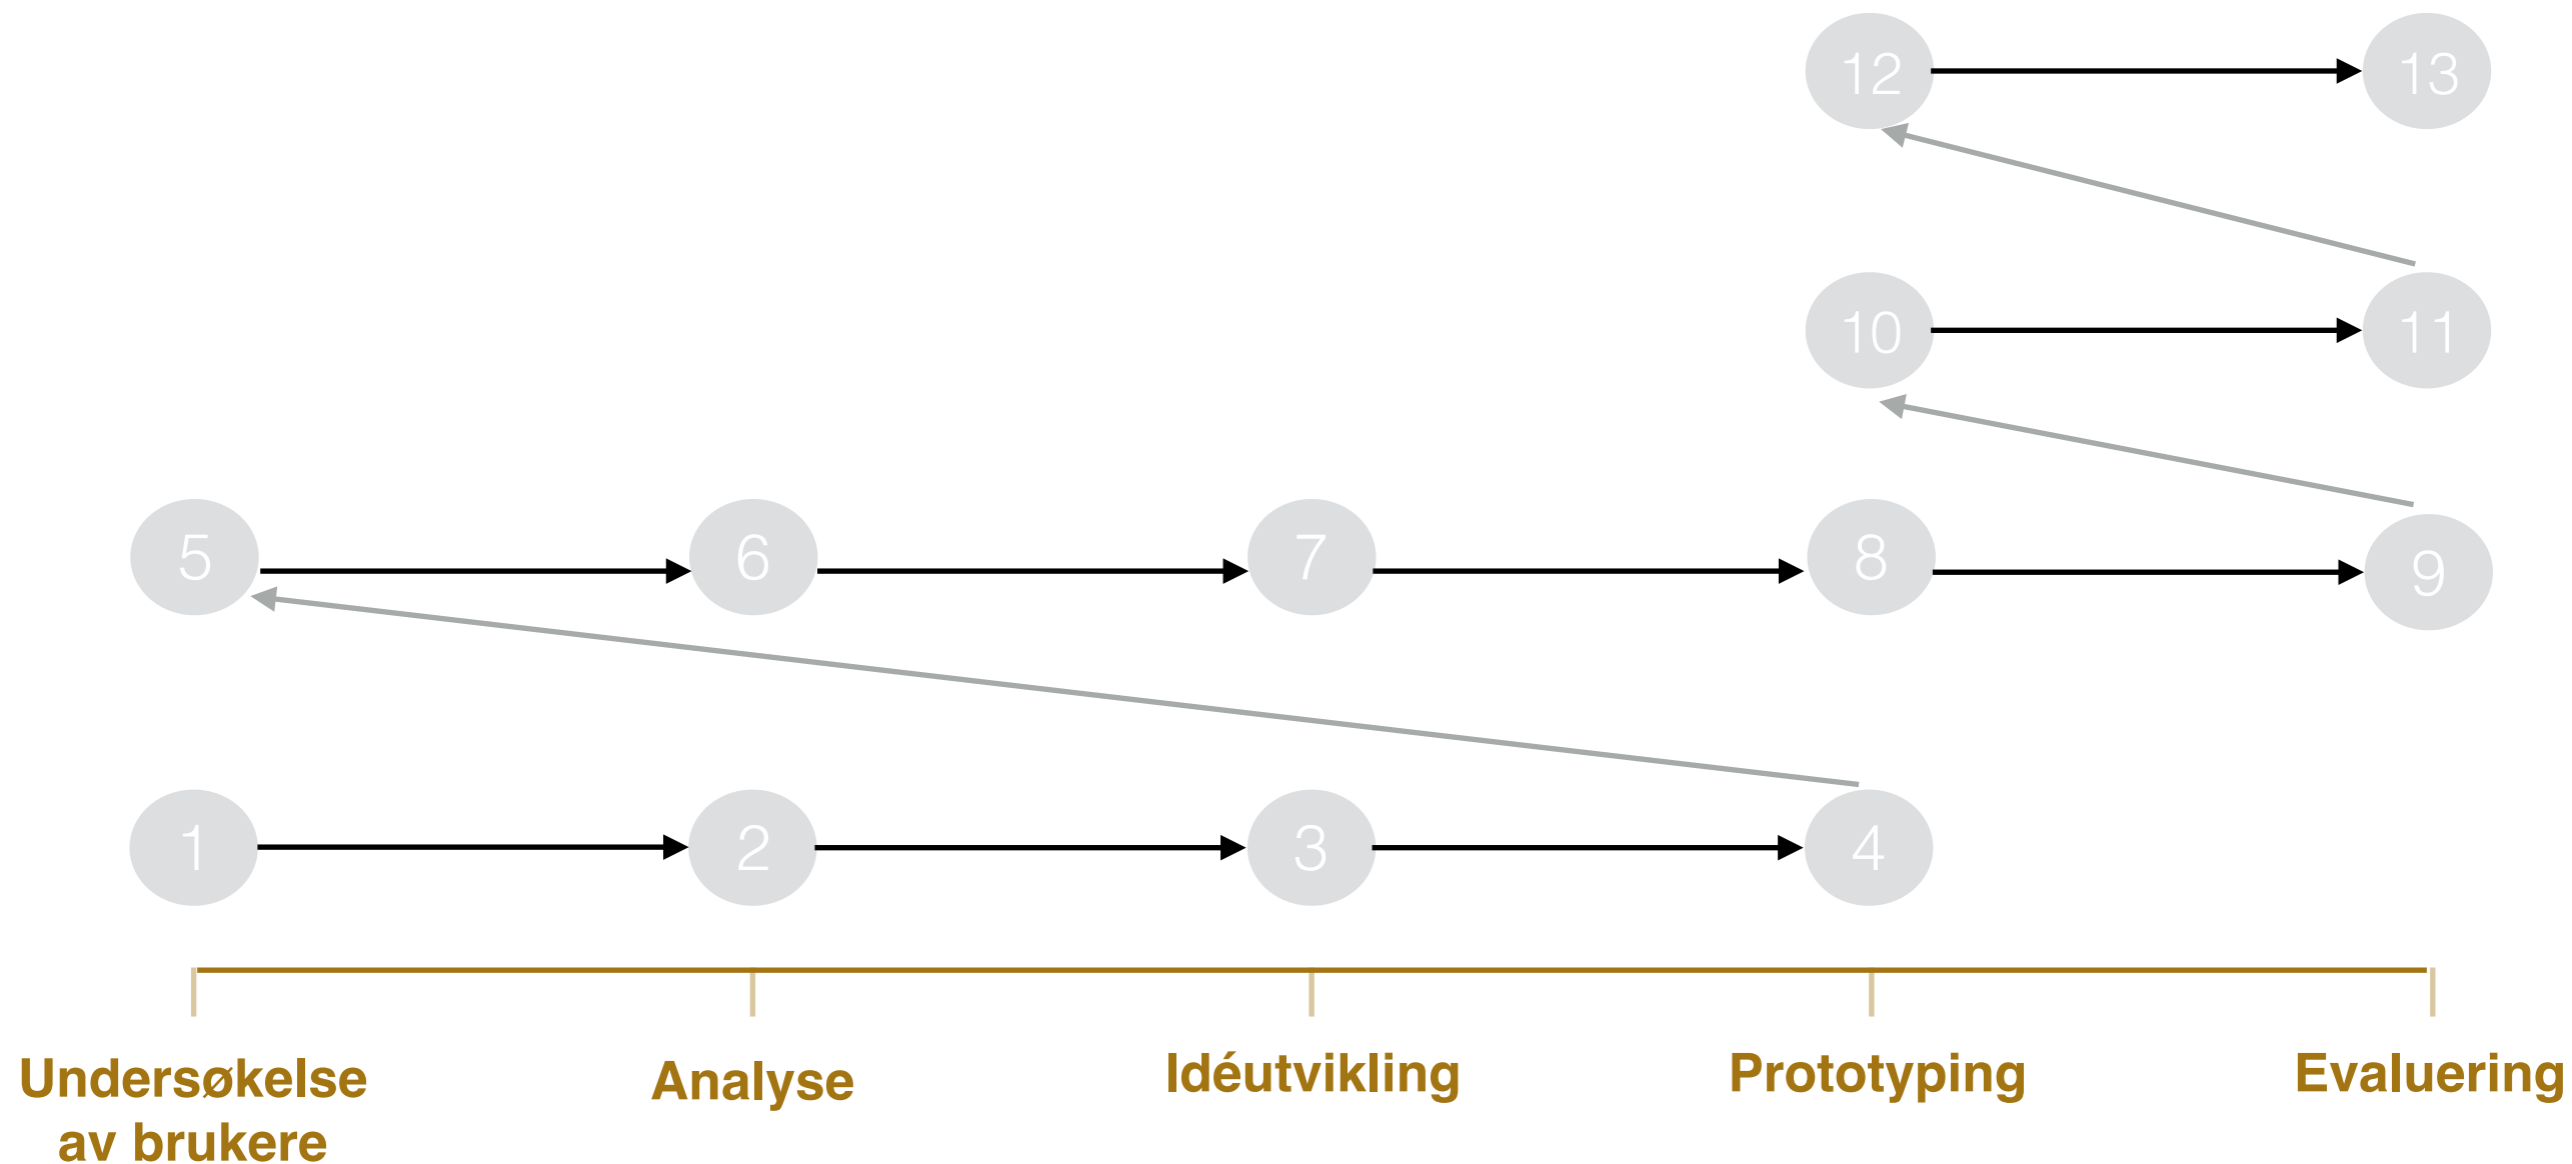 12 13
10 11
5 6 7 8 9
1 2 3 4
Undersøkelse
av brukere
Analyse
Idéutvikling
Prototyping
Evaluering